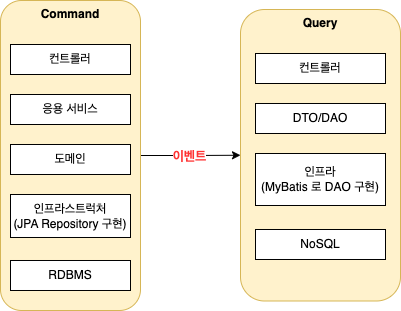 Command
컨트롤러
응용 서비스
도메인
인프라스트럭처
(JPA Repository 구현)
RDBMS
이벤트
Query
컨트롤러
DTO/DAO
인프라
(MyBatis 로 DAO 구현)
NoSQL